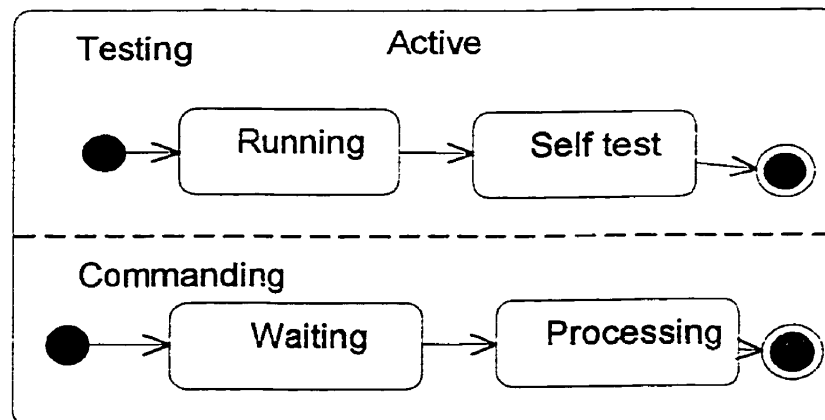 Testing
Active
Running
Self test
Commanding
Waiting
Processing